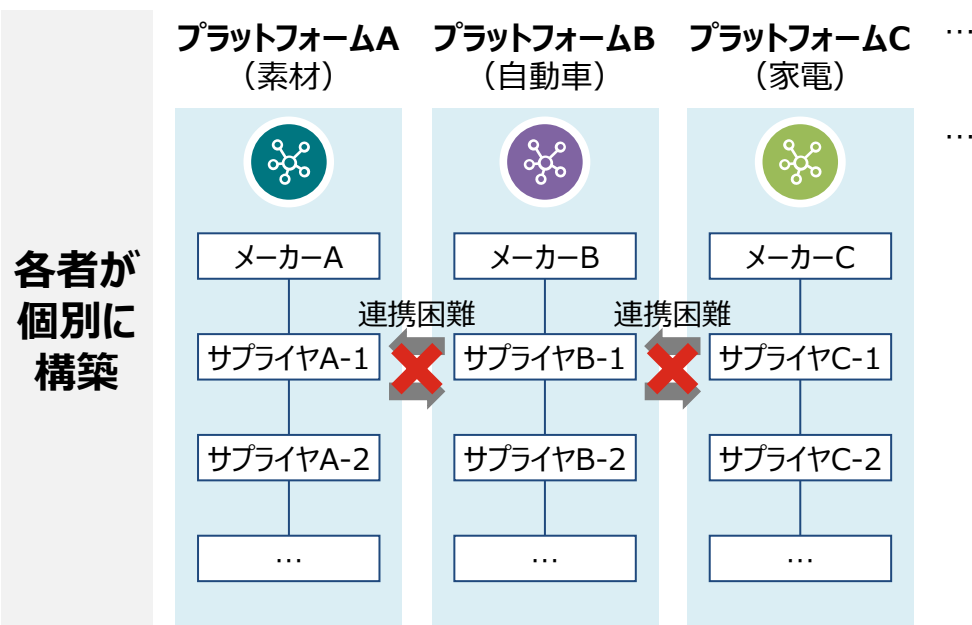 プラットフォームA
(素材)
プラットフォームB
(自動車)
プラットフォームC
(家電)
…
…
各者が
個別に
構築
メーカーA
メーカーB
メーカーC
連携困難
連携困難
サプライヤA-1
サプライヤB-1
サプライヤC-1
サプライヤA-2
サプライヤB-2
サプライヤC-2
…
…
…